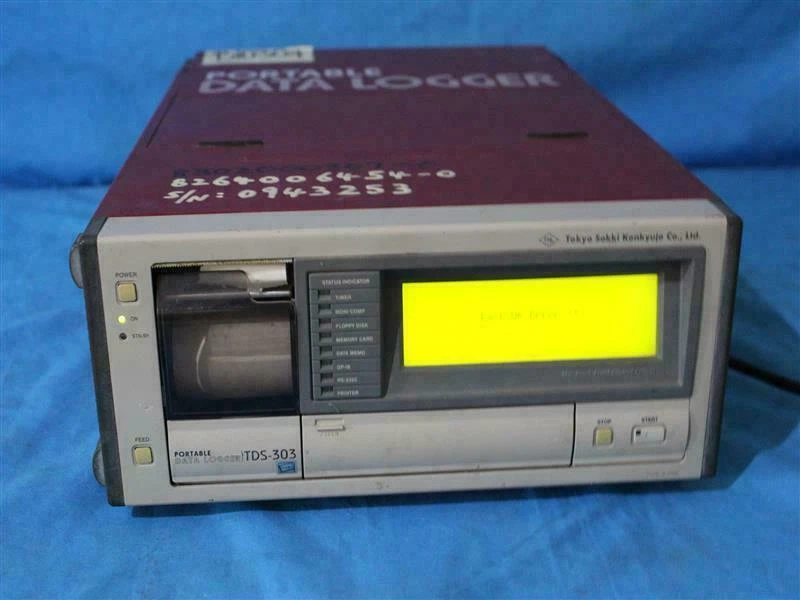 PORTABLE
DATA LOGGER
B264006454-0
S/N: 0943253
TML Tokyo Sokki Kenkyujo Co., Ltd.
POWER
ON
STN.BY
FEED
STATUS INDICATOR
TIMER
MONI COMP
FLOPPY DISK
MEMORY CARD
DATA MEMO
GP-IB
RS-232C
PRINTER
STOP
START
PORTABLE
DATA LOGGER TDS-303